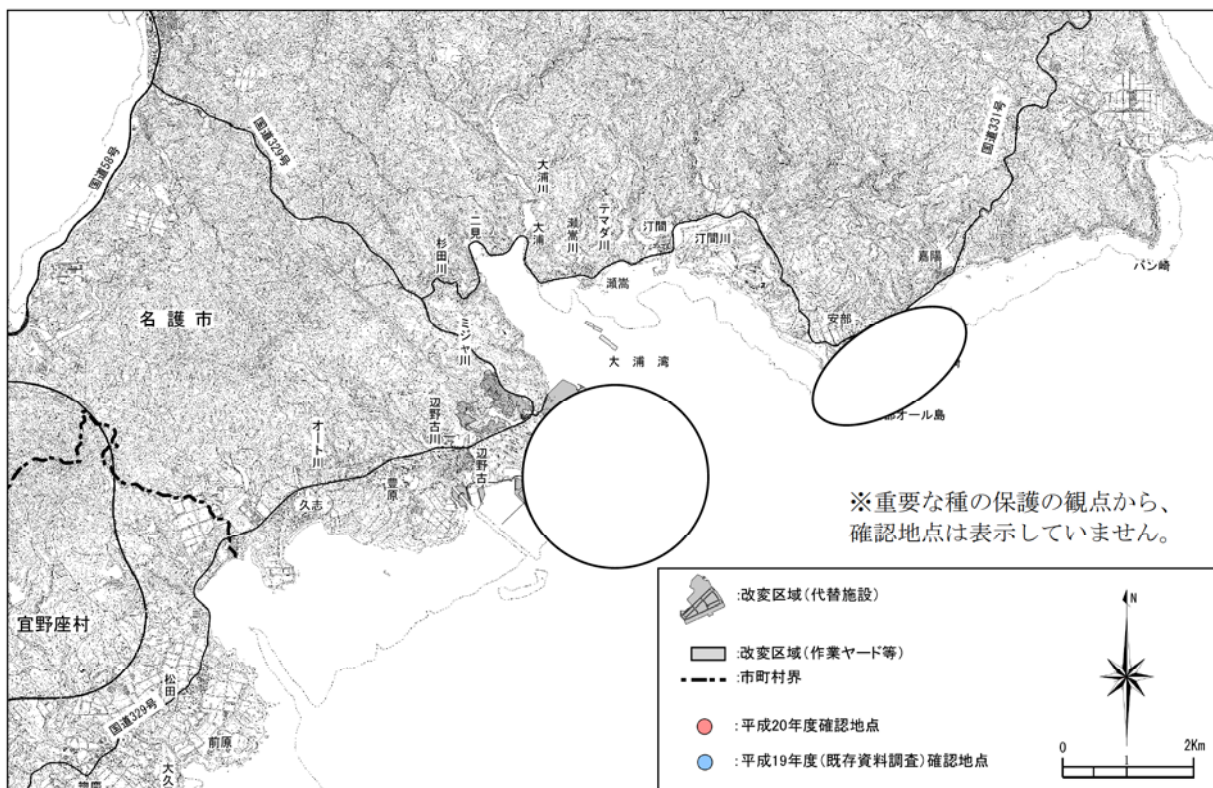 国道58号
国道329号
国道331号
大浦川
大浦
二見
杉田川
瀬嵩川
テマダ川
汀間
汀間川
瀬嵩
嘉陽
バン崎
安部
名護市
ミジャ川
大浦湾
オール島
辺野古川
辺野古
オート川
豊原
久志
宜野座村
松田
国道329号
前原
大久
※重要な種の保護の観点から、
確認地点は表示していません。
:改変区域(代替施設)
:改変区域(作業ヤード等)
:市町村界
:平成20年度確認地点
:平成19年度(既存資料調査)確認地点
N
0 1 2Km